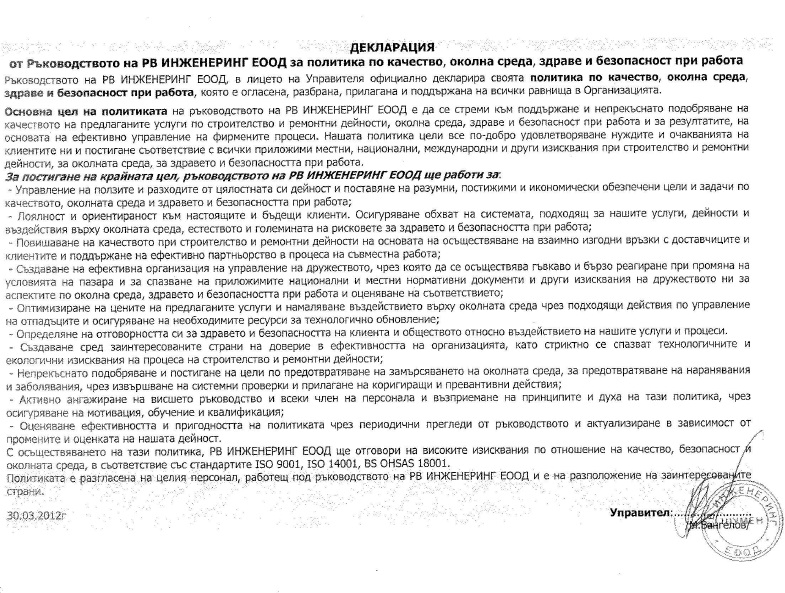 ДЕКЛАРАЦИЯ
от Ръководството на РВ ИНЖЕНЕРИНГ ЕООД за политика по качество, околна среда, здраве и безопасност при работа
Ръководството на РВ ИНЖЕНЕРИНГ ЕООД, в лицето на Управителя официално декларира своята политика по качество, околна среда,
здраве и безопасност при работа, която е огласена, разбрана, прилагана и поддържана на всички равнища в Организацията.
Основна цел на политиката на ръководството на РВ ИНЖЕНЕРИНГ ЕООД е да се стреми към поддържане и непрекъснато подобряване на
качеството на предлаганите услуги по строителство и ремонтни дейности, околна среда, здраве и безопасност при работа и за резултатите, на
основата на ефективно управление на фирмените процеси. Нашата политика цели все по-добро удовлетворяване нуждите и очакванията на
клиентите ни и постигане съответствие с всички приложими местни, национални, международни и други изисквания при строителство и ремонтни
дейности, за околната среда, за здравето и безопасността при работа.
За постигане на крайната цел, ръководството на РВ ИНЖЕНЕРИНГ ЕООД ще работи за:
- Управление на ползите и разходите от цялостната си дейност и поставяне на разумни, постижими и икономически обезпечени цели и задачи по
качеството, околната среда и здравето и безопасността при работа;
- Лоялност и ориентираност към настоящите и бъдещи клиенти. Осигуряване обхват на системата, подходящ за нашите услуги, дейности и
въздействия върху околната среда, естеството и големината на рисковете за здравето и безопасността при работа;
- Повишаване на качеството при строителство и ремонтни дейности на основата на осъществяване на взаимно изгодни връзки с доставчиците и
клиентите и поддържане на ефективно партньорство в процеса на съвместна работа;
- Създаване на ефективна организация на управление на дружеството, чрез която да се осъществява гъвкаво и бързо реагиране при промяна на
условията на пазара и за спазване на приложимите национални и местни нормативни документи и други изисквания на дружеството ни за
аспектите по околна среда, здравето и безопасността при работа и оценяване на съответствието;
- Оптимизиране на цените на предлаганите услуги и намаляване въздействието върху околната среда чрез подходящи действия по управление
на отпадъците и осигуряване на необходимите ресурси за технологично обновление;
- Определяне на отговорността си за здравето и безопасността на клиента и обществото относно въздействието на нашите услуги и процеси.
- Създаване сред заинтересованите страни на доверие в ефективността на организацията, като стриктно се спазват технологичните и
екологични изисквания на процеса на строителство и ремонтни дейности;
- Непрекъснато подобряване и постигане на цели по предотвратяване на замърсяването на околната среда, за предотвратяване на наранявания
и заболявания, чрез извършване на системни проверки и прилагане на коригиращи и превантивни действия;
- Активно ангажиране на висшето ръководство и всеки член на персонала и възприемане на принципите и духа на тази политика, чрез
осигуряване на мотивация, обучение и квалификация;
- Оценяване ефективността и пригодността на политиката чрез периодични прегледи от ръководството и актуализиране в зависимост от
промените и оценката на нашата дейност.
С осъществяването на тази политика, РВ ИНЖЕНЕРИНГ ЕООД ще отговори на високите изисквания по отношение на качество, безопасност и
околната среда, в съответствие със стандартите ISO 9001, ISO 14001, BS OHSAS 18001.
Политиката е разгласена на целия персонал, работещ под ръководството на РВ ИНЖЕНЕРИНГ ЕООД и е на разположение на заинтересованите
страни.
30.03.2012г
Управител:
ИНЖЕНЕРИНГ
ШУМЕН
ЕООД